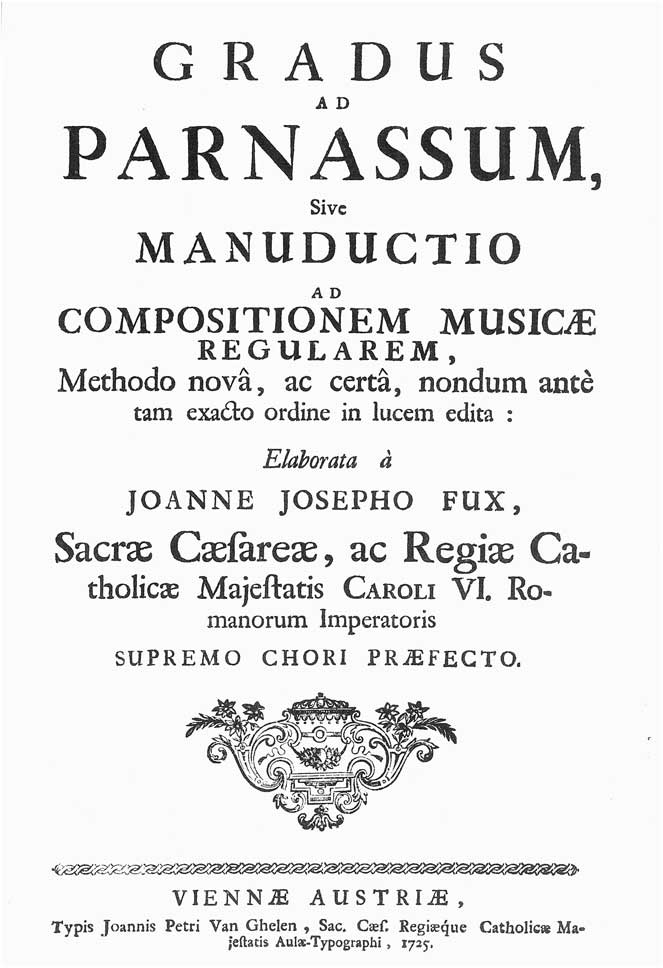 GRADUS
AD
PARNASSUM,
Sive
MANUDUCTIO
AD
COMPOSITIONEM MUSICÆ
REGULAREM,
Methodo novâ, ac certâ, nondum antè
tam exacto ordine in lucem edita :
Elaborata à
JOANNE JOSEPHO FUX,
Sacræ Cæſareæ, ac Regiæ Ca-
tholicæ Majeſtatis CAROLI VI. Ro-
manorum Imperatoris
SUPREMO CHORI PRÆFECTO.
VIENNÆ AUSTRIÆ,
Typis Joannis Petri Van Ghelen , Sac. Cæſ. Regiæque Catholicæ Ma-
jeſtatis Aulæ-Typographi , 1725.